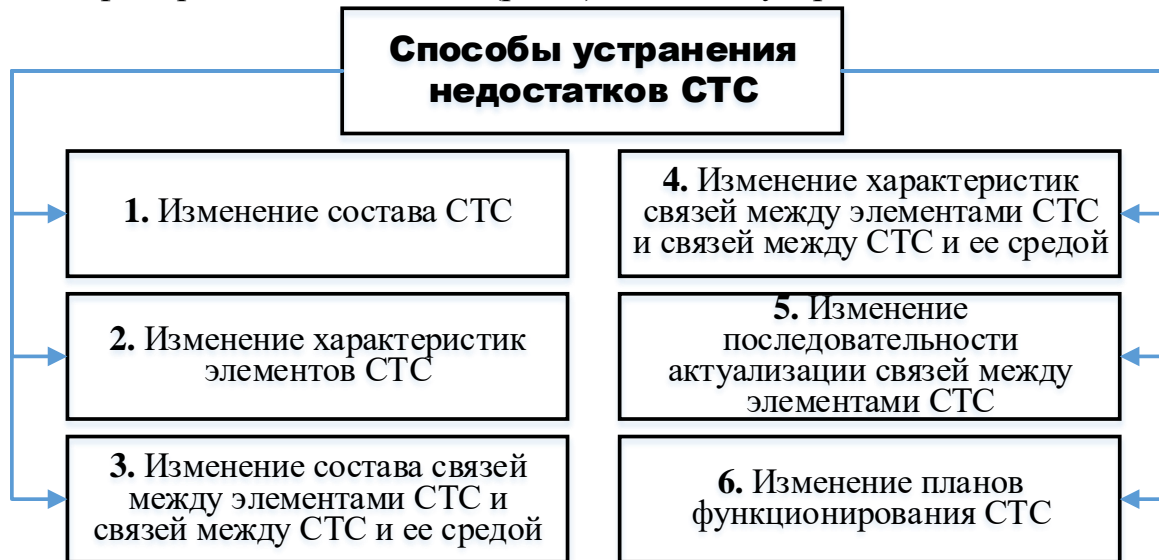 Способы устранения
недостатков СТС
1. Изменение состава СТС
2. Изменение характеристик
элементов СТС
3. Изменение состава связей
между элементами СТС и
связей между СТС и ее средой
4. Изменение характеристик
связей между элементами СТС
и связей между СТС и ее средой
5. Изменение
последовательности
актуализации связей между
элементами СТС
6. Изменение планов
функционирования СТС